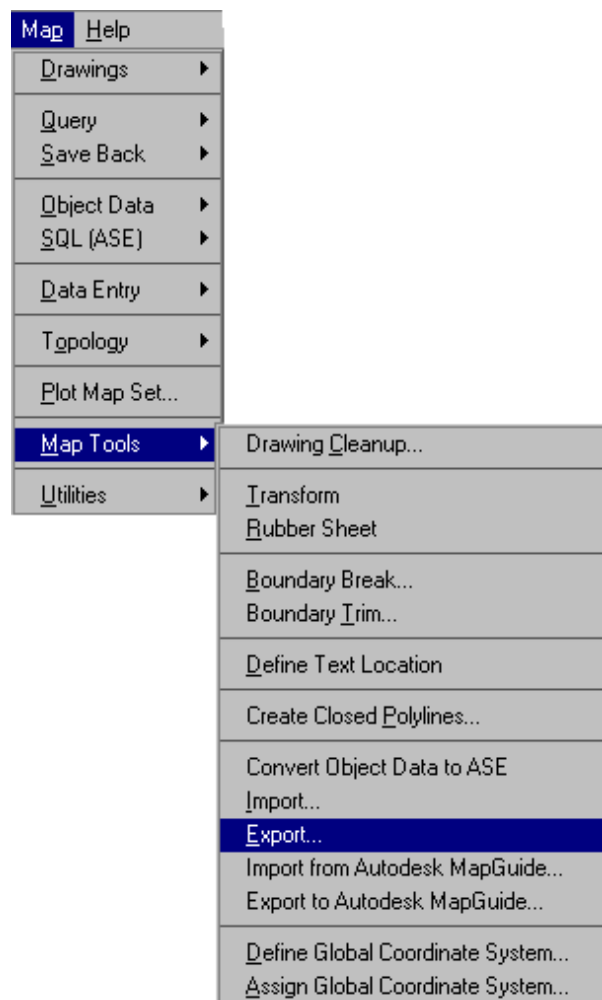 Map Help
Drawings
Query
Save Back
Object Data
SQL (ASE)
Data Entry
Topology
Plot Map Set...
Map Tools
Utilities
Drawing Cleanup...
Transform
Rubber Sheet
Boundary Break...
Boundary Trim...
Define Text Location
Create Closed Polylines...
Convert Object Data to ASE
Import...
Export...
Import from Autodesk MapGuide...
Export to Autodesk MapGuide...
Define Global Coordinate System...
Assign Global Coordinate System...